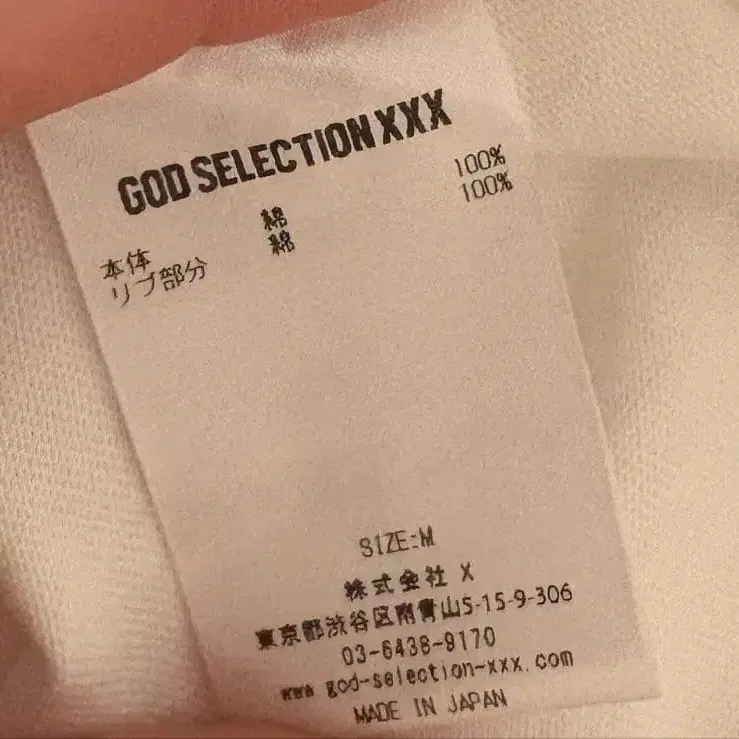 GOD SELECTION XXX
本体 綿 100%
リブ部分 綿 100%
SIZE:M
株式会社 X
東京都渋谷区南青山5-15-9-306
03-6438-9170
www god-selection-xxx.com
MADE IN JAPAN